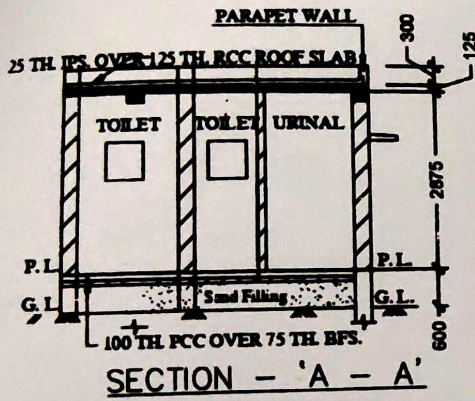 PARAPET WALL
25 TH. IPS. OVER 125 TH. RCC ROOF SLAB
300
125
TOILET TOILET URINAL
2875
P. L. P. L.
Sand Filling
G. L. G. L.
600
100 TH. PCC OVER 75 TH. BFS.
SECTION - 'A - A'